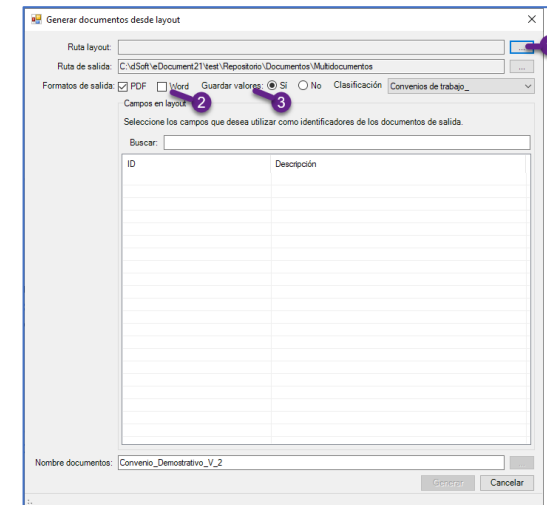 Generar documentos desde layout
Ruta layout: ...
Ruta de salida: C:\dSoft\eDocument21\test\Repositorio\Documentos\Multidocumentos ...
Formatos de salida: PDF Word Guardar valores: Sí No Clasificación Convenios de trabajo_
Campos en layout 2 3
Seleccione los campos que desea utilizar como identificadores de los documentos de salida.
Buscar:
ID Descripción
Nombre documentos: Convenio_Demostrativo_V_2
Generar Cancelar